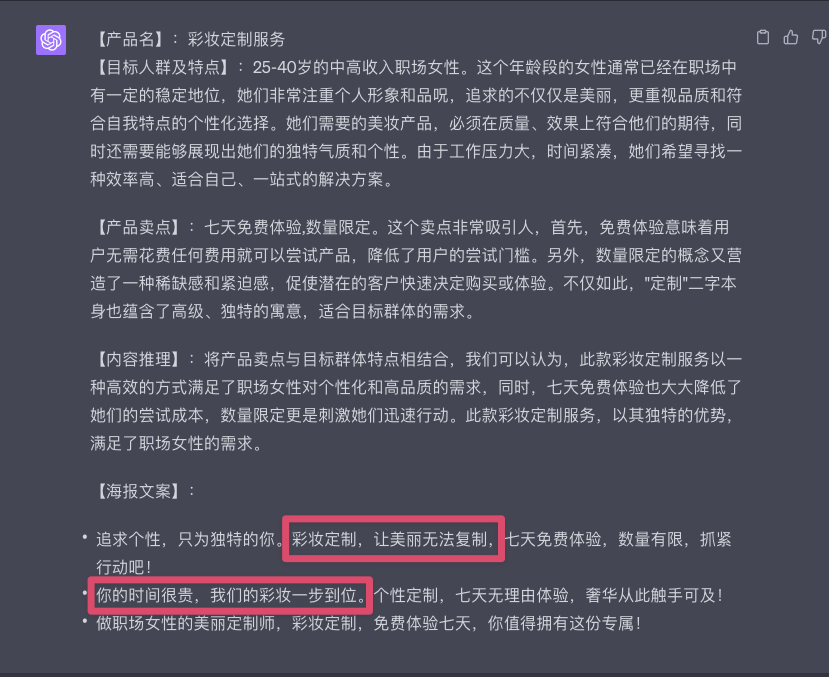 【产品名】：彩妆定制服务
【目标人群及特点】：25-40岁的中高收入职场女性。这个年龄段的女性通常已经在职场中
有一定的稳定地位，她们非常注重个人形象和品呪，追求的不仅仅是美丽，更重视品质和符
合自我特点的个性化选择。她们需要的美妆产品，必须在质量、效果上符合他们的期待，同
时还需要能够展现出她们的独特气质和个性。由于工作压力大，时间紧凑，她们希望寻找一
种效率高、适合自己、一站式的解决方案。
【产品卖点】：七天免费体验,数量限定。这个卖点非常吸引人，首先，免费体验意味着用
户无需花费任何费用就可以尝试产品，降低了用户的尝试门槛。另外，数量限定的概念又营
造了一种稀缺感和紧迫感，促使潜在的客户快速决定购买或体验。不仅如此，"定制"二字本
身也蕴含了高级、独特的寓意，适合目标群体的需求。
【内容推理】：将产品卖点与目标群体特点相结合，我们可以认为，此款彩妆定制服务以一
种高效的方式满足了职场女性对个性化和高品质的需求，同时，七天免费体验也大大降低了
她们的尝试成本，数量限定更是刺激她们迅速行动。此款彩妆定制服务，以其独特的优势，
满足了职场女性的需求。
【海报文案】：
• 追求个性，只为独特的你。彩妆定制，让美丽无法复制，七天免费体验，数量有限，抓紧
行动吧！
• 你的时间很贵，我们的彩妆一步到位。个性定制，七天无理由体验，奢华从此触手可及！
• 做职场女性的美丽定制师，彩妆定制，免费体验七天，你值得拥有这份专属！